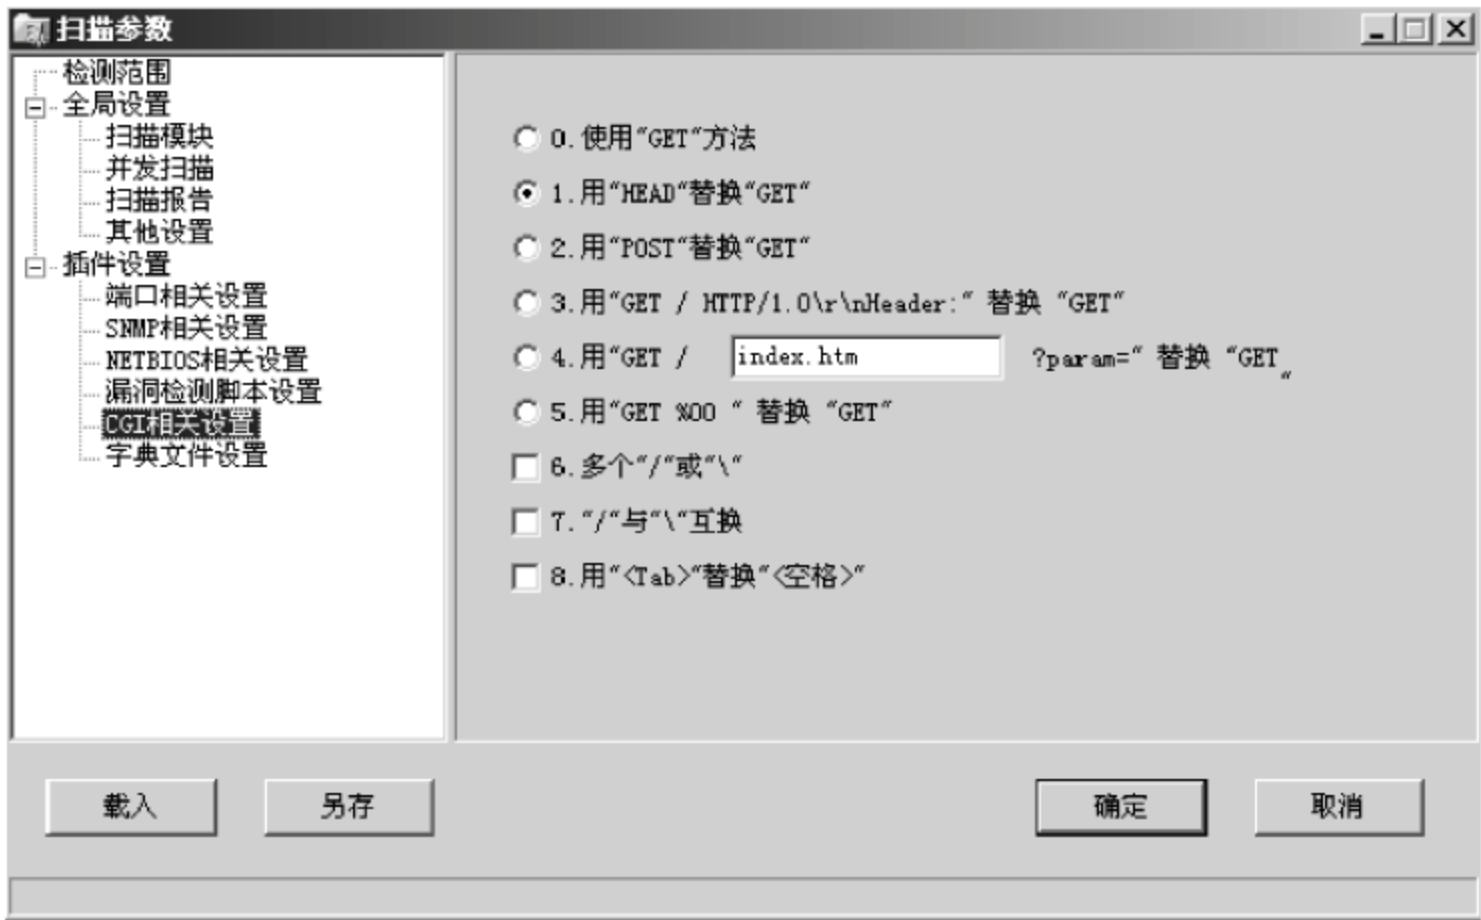 扫描参数
检测范围
全局设置
扫描模块
并发扫描
扫描报告
其他设置
插件设置
端口相关设置
SNMP相关设置
NETBIOS相关设置
漏洞检测脚本设置
CGI相关设置
字典文件设置
0.使用"GET"方法
1.用"HEAD"替换"GET"
2.用"POST"替换"GET"
3.用"GET / HTTP/1.0\r\nHeader:" 替换 "GET"
4.用"GET / index.htm ?param=" 替换 "GET"
5.用"GET %00 " 替换 "GET"
6.多个"/"或"\"
7."/"与"\"互换
8.用"<Tab>"替换"<空格>"
载入 另存 确定 取消